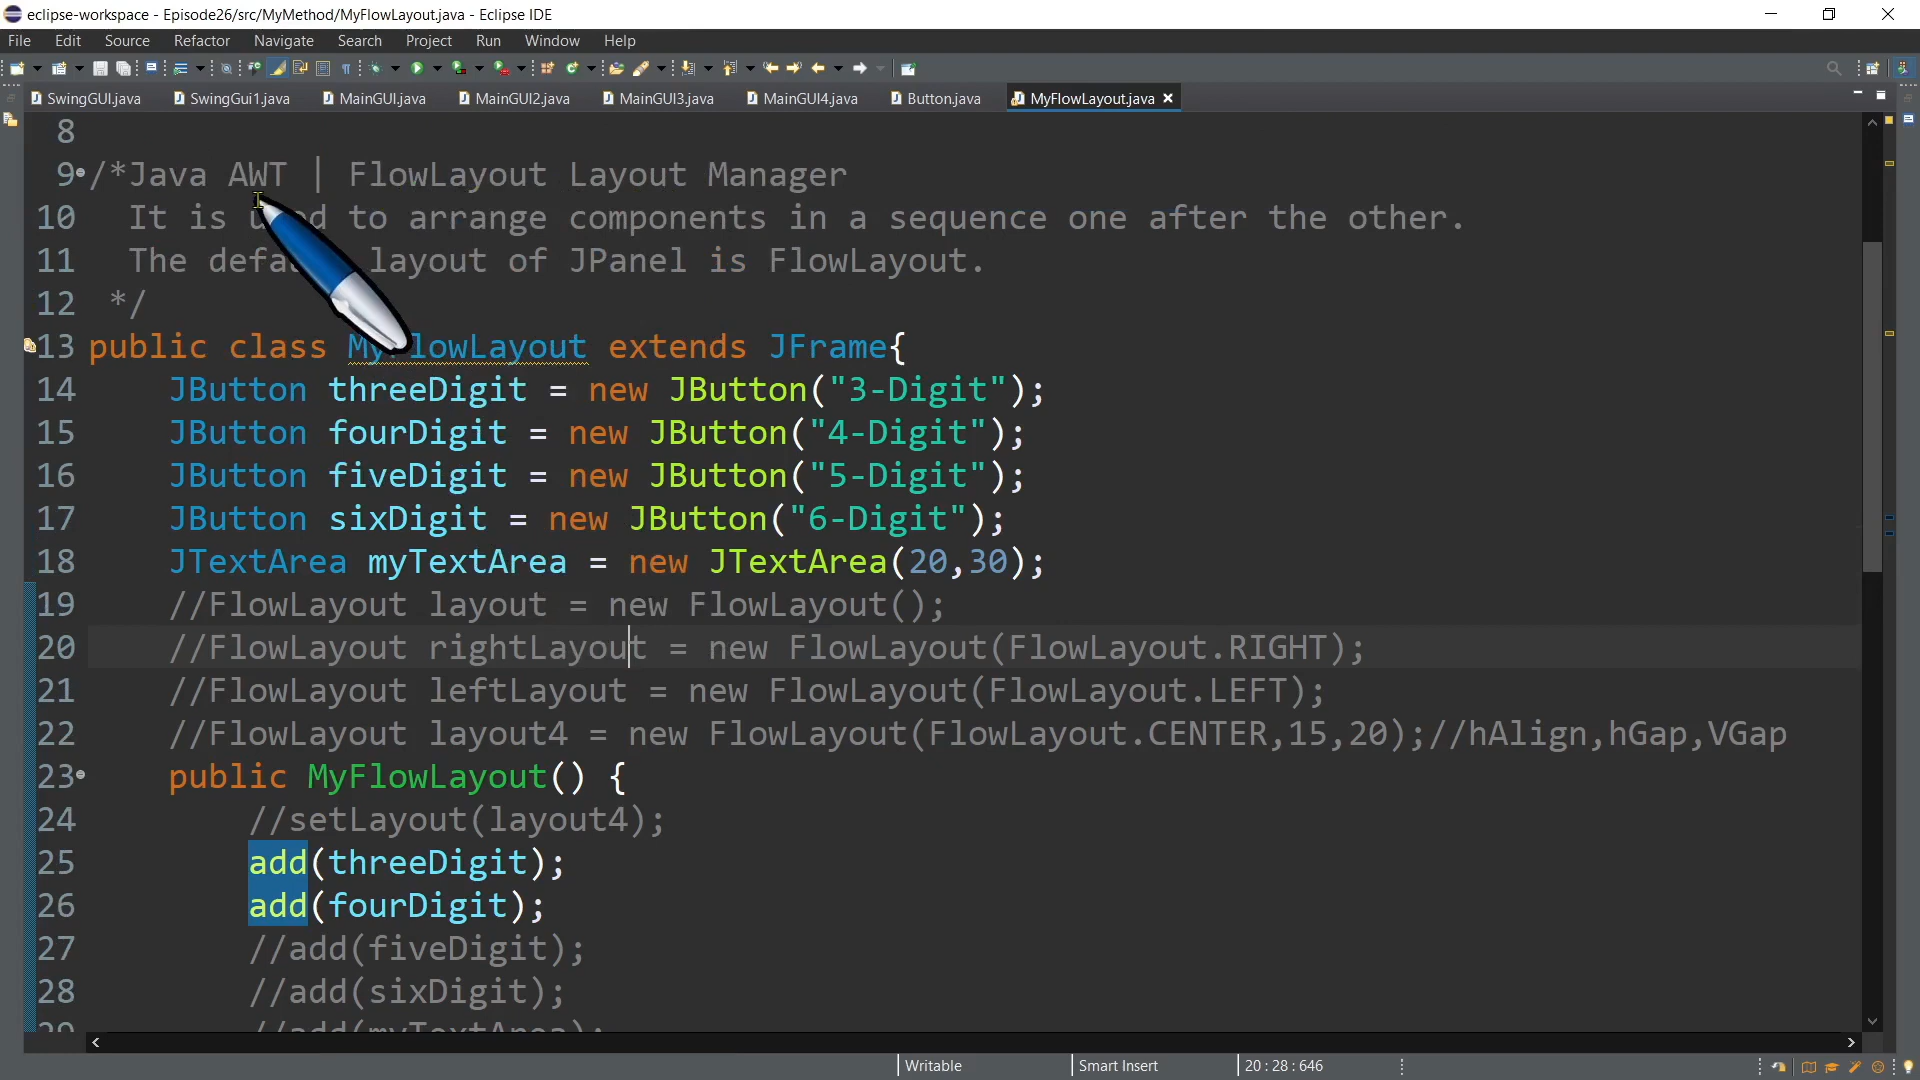 eclipse-workspace - Episode26/src/MyMethod/MyFlowLayout.java - Eclipse IDE
File Edit Source Refactor Navigate Search Project Run Window Help
SwingGUI.java SwingGui1.java MainGUI.java MainGUI2.java MainGUI3.java MainGUI4.java Button.java MyFlowLayout.java
8
9 /*Java AWT | FlowLayout Layout Manager
10 It is to arrange components in a sequence one after the other.
11 The layout of JPanel is FlowLayout.
12 */
13 public class MyFlowLayout extends JFrame{
14 JButton threeDigit = new JButton("3-Digit");
15 JButton fourDigit = new JButton("4-Digit");
16 JButton fiveDigit = new JButton("5-Digit");
17 JButton sixDigit = new JButton("6-Digit");
18 JTextArea myTextArea = new JTextArea(20,30);
19 //FlowLayout layout = new FlowLayout();
20 //FlowLayout rightLayout = new FlowLayout(FlowLayout.RIGHT);
21 //FlowLayout leftLayout = new FlowLayout(FlowLayout.LEFT);
22 //FlowLayout layout4 = new FlowLayout(FlowLayout.CENTER,15,20);//hAlign,hGap,VGap
23 public MyFlowLayout() {
24 //setLayout(layout4);
25 add(threeDigit);
26 add(fourDigit);
27 //add(fiveDigit);
28 //add(sixDigit);
29 //add(myTextArea);
Writable Smart Insert 20 : 28 : 646